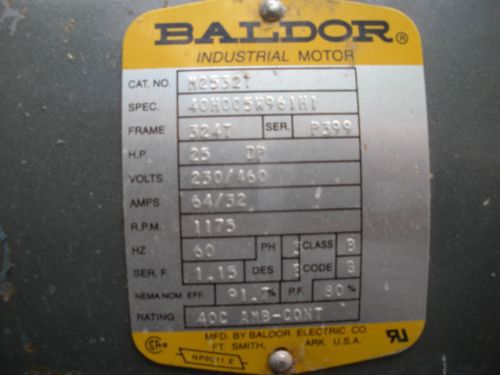 BALDOR®
INDUSTRIAL MOTOR
CAT. NO. M2532T
SPEC. 40H005W961H1
FRAME 324T SER. P399
H.P. 25 DP
VOLTS 230/460
AMPS 64/32
R.P.M. 1175
HZ 60 PH 3 CLASS B
SER. F. 1.15 DES CODE G
NEMA NOM. EFF. 91.7% P.F. 80%
RATING 40C AMB-CONT
MFD. BY BALDOR ELECTRIC CO.
FT. SMITH, ARK. U.S.A.
NP0C11 E